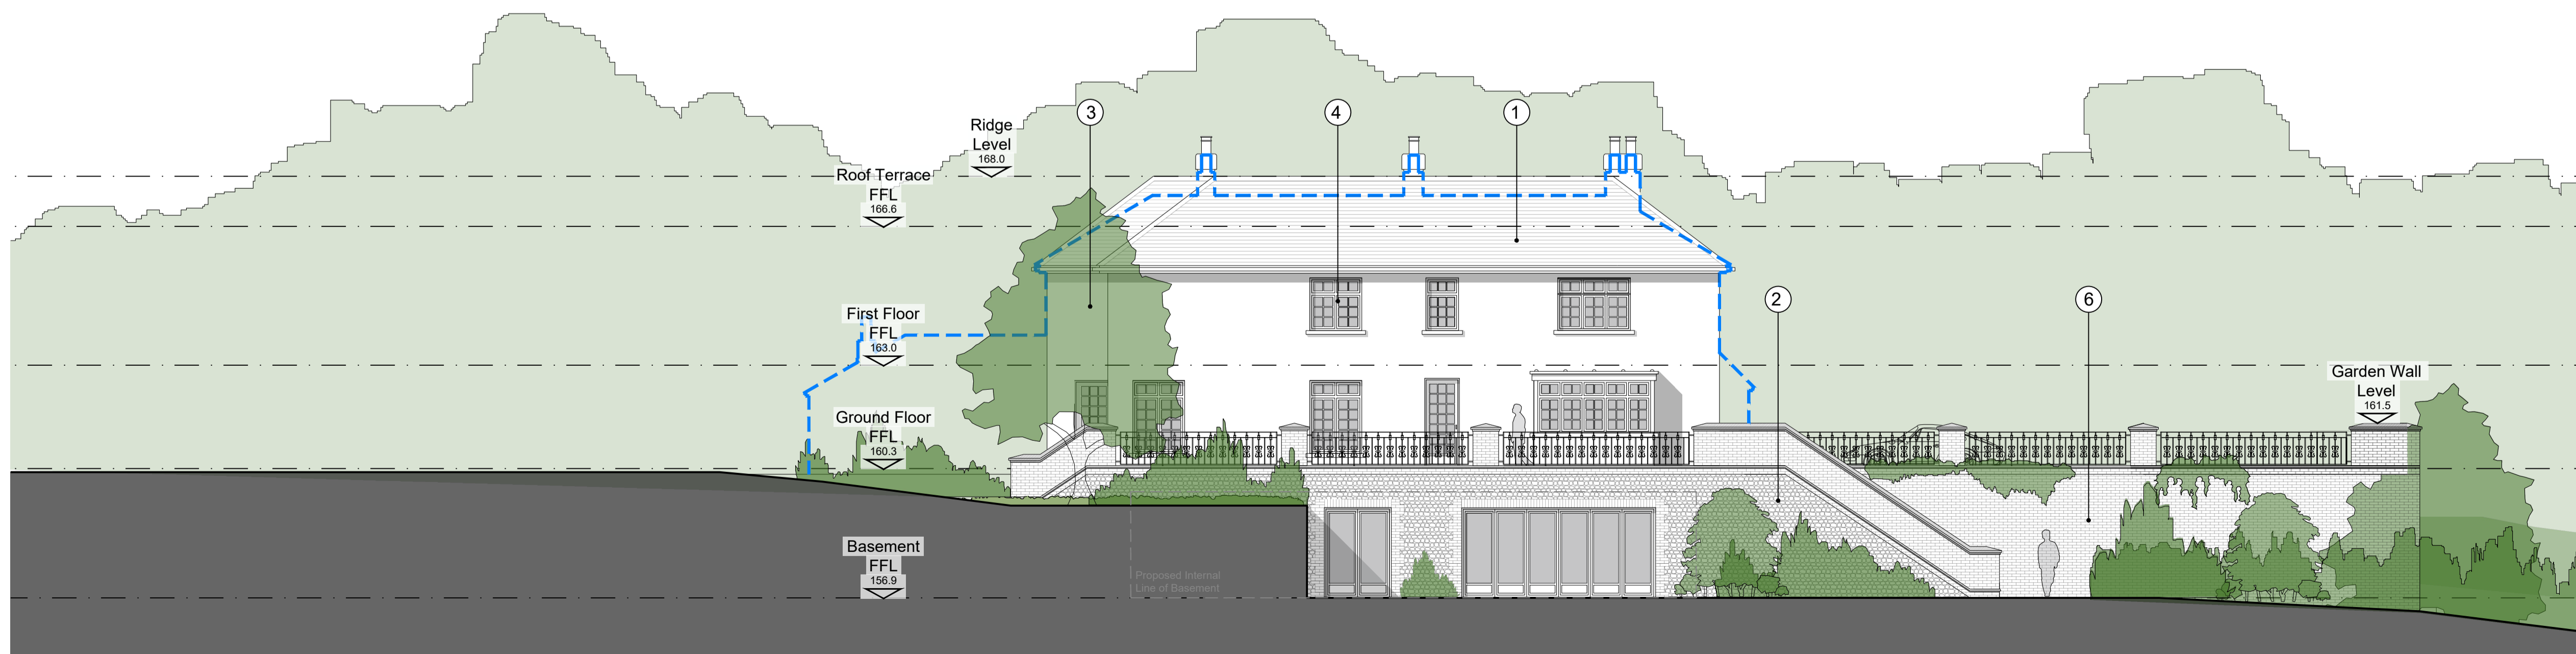 3
4
1
Ridge
Level
168.0
Roof Terrace
FFL
166.6
2
6
First Floor
FFL
163.0
Garden Wall
Level
161.5
Ground Floor
FFL
160.3
Basement
FFL
156.9
Proposed Internal
Line of Basement